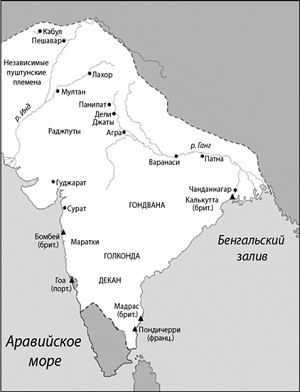 Кабул
Пешавар
Независимые
пуштунские
племена
Лахор
р. Инд
Мултан
Панипат
Дели
Джаты
Раджпуты
Агра
р. Ганг
Варанаси
Патна
Гуджарат
Чанданнагар
ГОНДВАНА
Калькутта
(брит.)
Сурат
Бомбей
(брит.)
Маратхи
Бенгальский
залив
ГОЛКОНДА
Гоа
(порт.)
ДЕКАН
Мадрас
(брит.)
Аравийское
море
Пондичерри
(франц.)